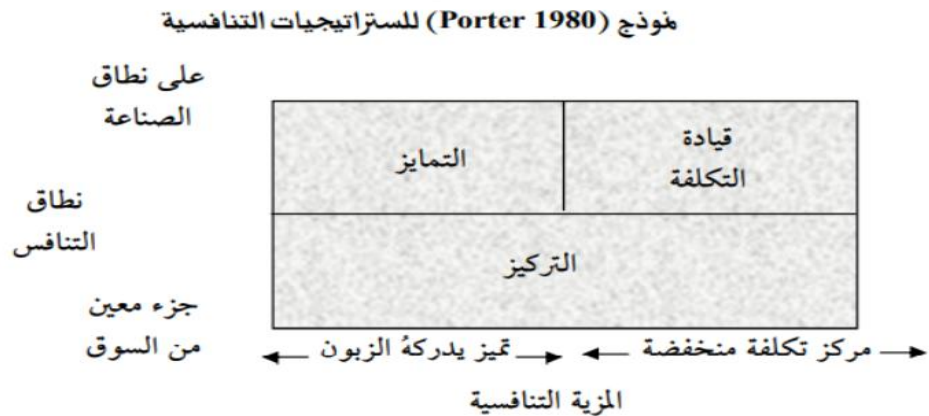 نموذج (Porter 1980) للستراتيجيات التنافسية
على نطاق
الصناعة
قيادة
التكلفة
التمايز
نطاق
التنافس
التركيز
جزء معين
من السوق
مركز تكلفة منخفضة
تميز يدركهُ الزبون
المزية التنافسية